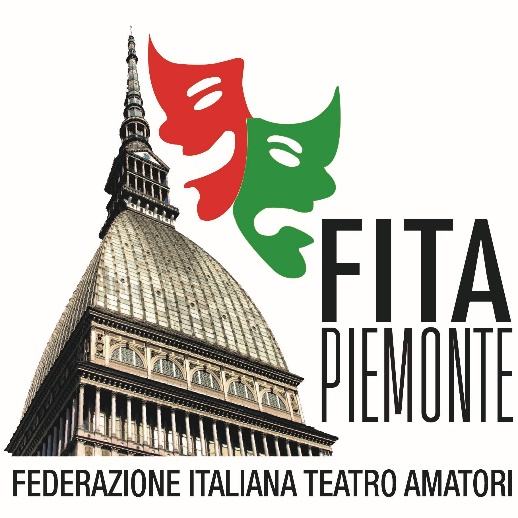 FITA
PIEMONTE
FEDERAZIONE ITALIANA TEATRO AMATORI